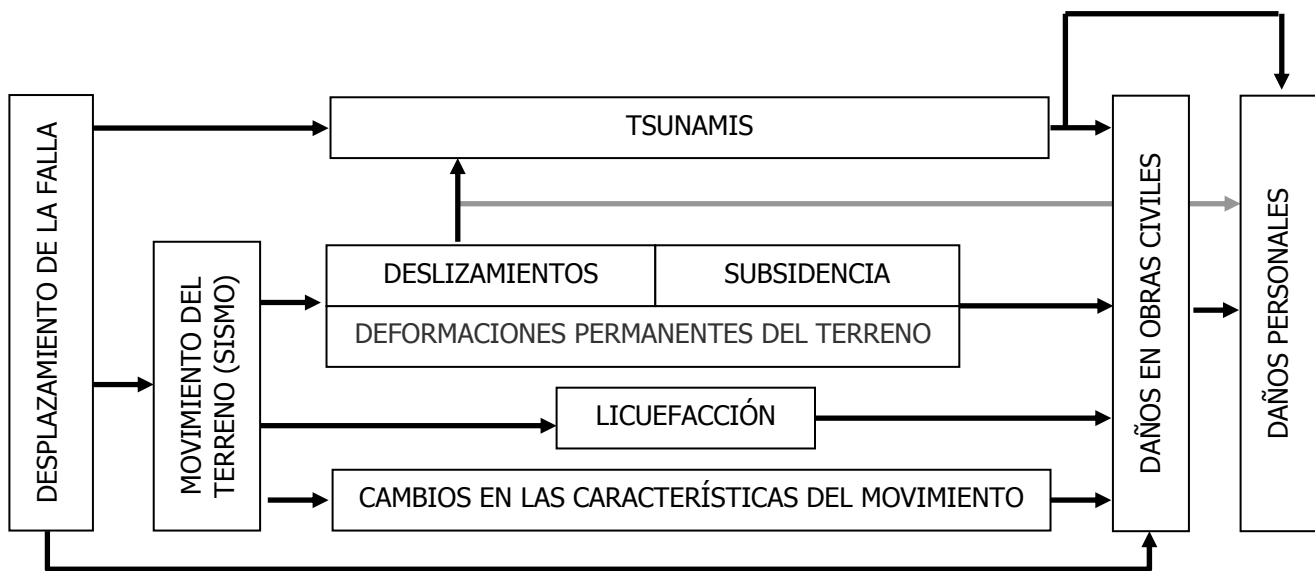 DESPLAZAMIENTO DE LA FALLA
TSUNAMIS
MOVIMIENTO DEL
TERRENO (SISMO)
DESLIZAMIENTOS
SUBSIDENCIA
DEFORMACIONES PERMANENTES DEL TERRENO
LICUEFACCIÓN
CAMBIOS EN LAS CARACTERÍSTICAS DEL MOVIMIENTO
DAÑOS EN OBRAS CIVILES
DAÑOS PERSONALES